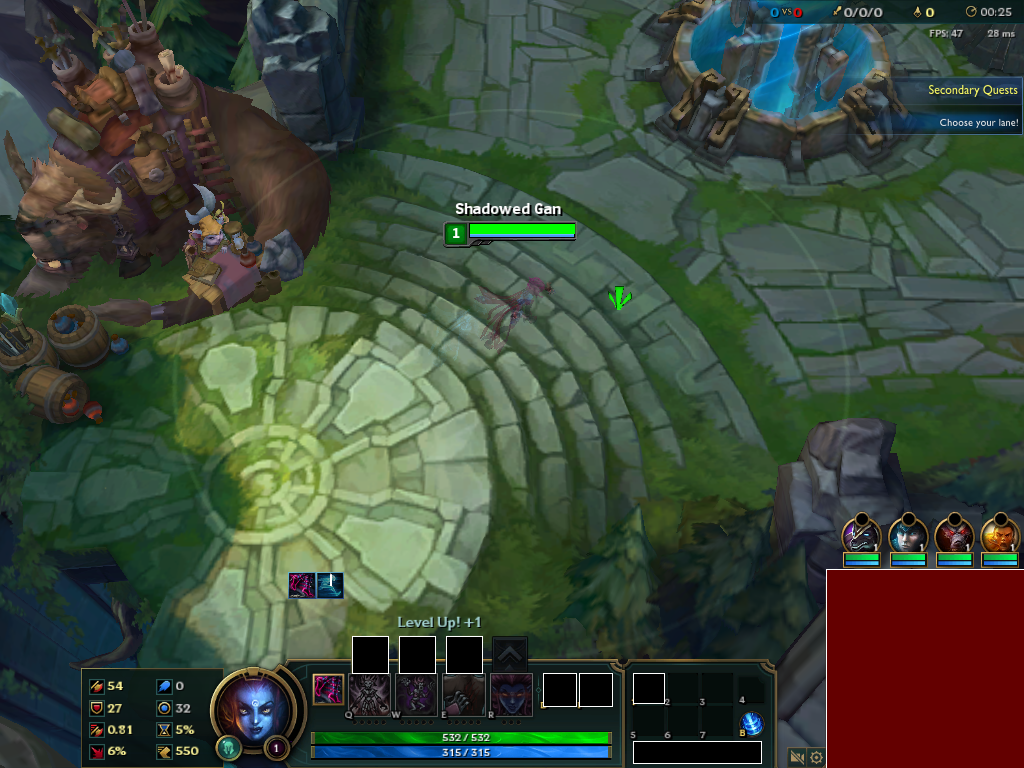 0 vs 0 0/0/0 0 00:25
FPS: 47 28 ms
Secondary Quests
Choose your lane!
Shadowed Gan
1
Level Up! +1
54 0
27 32
0.81 5%
6% 550
1
Q W E R
532 / 532
315 / 315
2 3 4
5 6 7 B